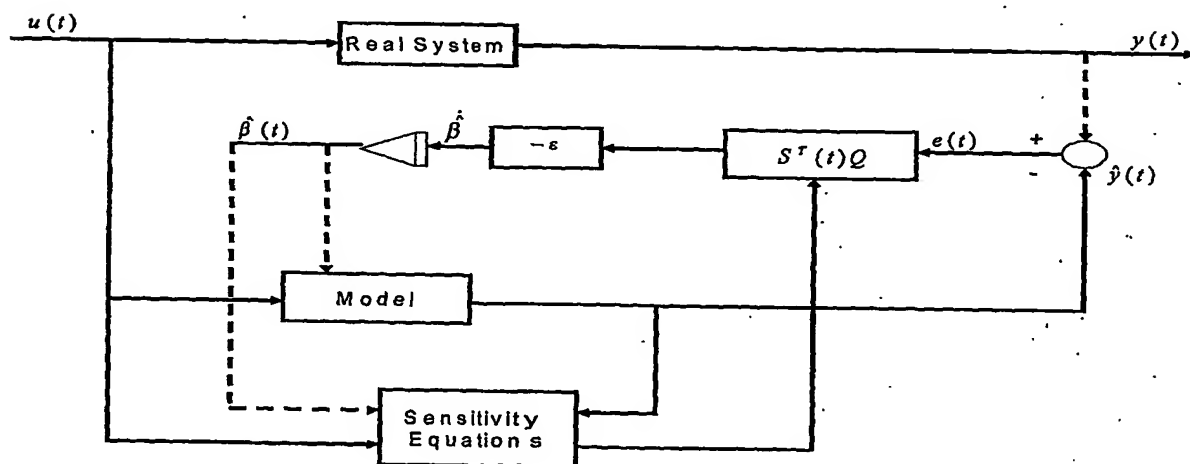 u(t)
Real System
y(t)
β̂(t)
β̂̇
-ε
S^T(t)Q
e(t)
+
-
ŷ(t)
Model
Sensitivity
Equations